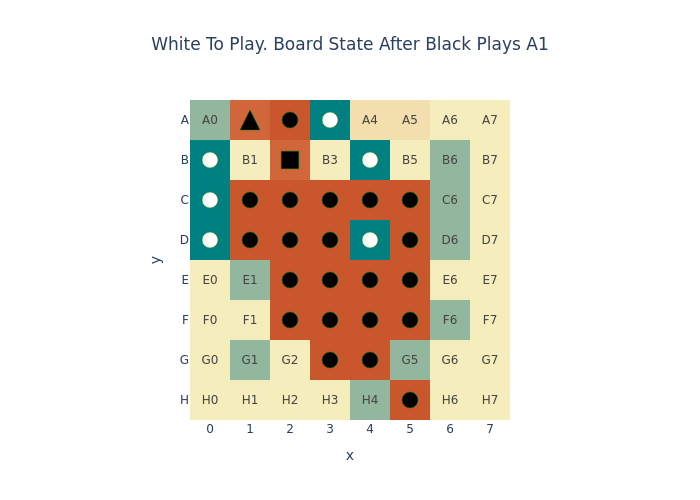 White To Play. Board State After Black Plays A1
A A0 A4 A5 A6 A7
B B1 B3 B5 B6 B7
C C6 C7
D D6 D7
E E0 E1 E6 E7
F F0 F1 F6 F7
G G0 G1 G2 G5 G6 G7
H H0 H1 H2 H3 H4 H6 H7
0 1 2 3 4 5 6 7
x
y